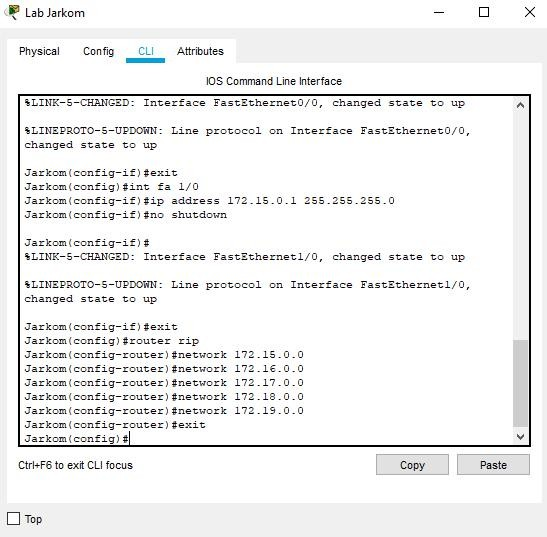 Lab Jarkom
Physical Config CLI Attributes
IOS Command Line Interface
%LINK-5-CHANGED: Interface FastEthernet0/0, changed state to up
%LINEPROTO-5-UPDOWN: Line protocol on Interface FastEthernet0/0,
changed state to up
Jarkom(config-if)#exit
Jarkom(config)#int fa 1/0
Jarkom(config-if)#ip address 172.15.0.1 255.255.255.0
Jarkom(config-if)#no shutdown
Jarkom(config-if)#
%LINK-5-CHANGED: Interface FastEthernet1/0, changed state to up
%LINEPROTO-5-UPDOWN: Line protocol on Interface FastEthernet1/0,
changed state to up
Jarkom(config-if)#exit
Jarkom(config)#router rip
Jarkom(config-router)#network 172.15.0.0
Jarkom(config-router)#network 172.16.0.0
Jarkom(config-router)#network 172.17.0.0
Jarkom(config-router)#network 172.18.0.0
Jarkom(config-router)#network 172.19.0.0
Jarkom(config-router)#exit
Jarkom(config)#
Ctrl+F6 to exit CLI focus
Copy Paste
Top